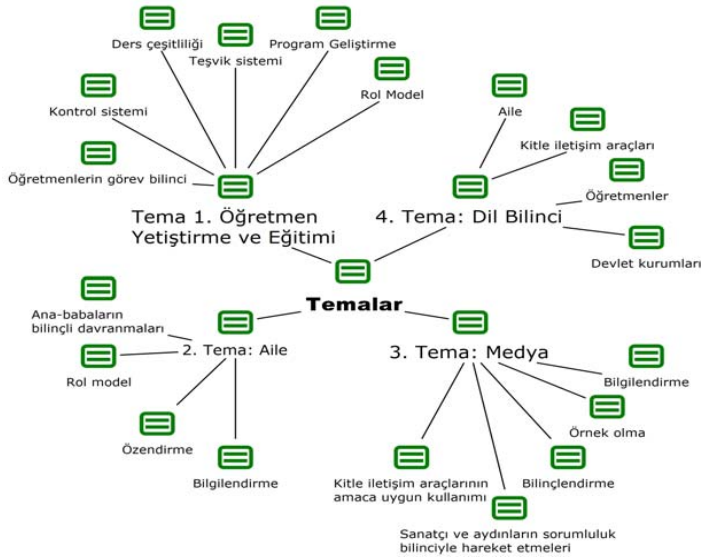 Ders çeşitliliği
Teşvik sistemi
Program Geliştirme
Rol Model
Kontrol sistemi
Öğretmenlerin görev bilinci
Tema 1. Öğretmen
Yetiştirme ve Eğitimi
Aile
Kitle iletişim araçları
Öğretmenler
Devlet kurumları
4. Tema: Dil Bilinci
Temalar
Ana-babaların
bilinçli davranmaları
Rol model
2. Tema: Aile
Özendirme
Bilgilendirme
3. Tema: Medya
Bilgilendirme
Örnek olma
Bilinçlendirme
Kitle iletişim araçlarının
amaca uygun kullanımı
Sanatçı ve aydınların sorumluluk
bilinciyle hareket etmeleri